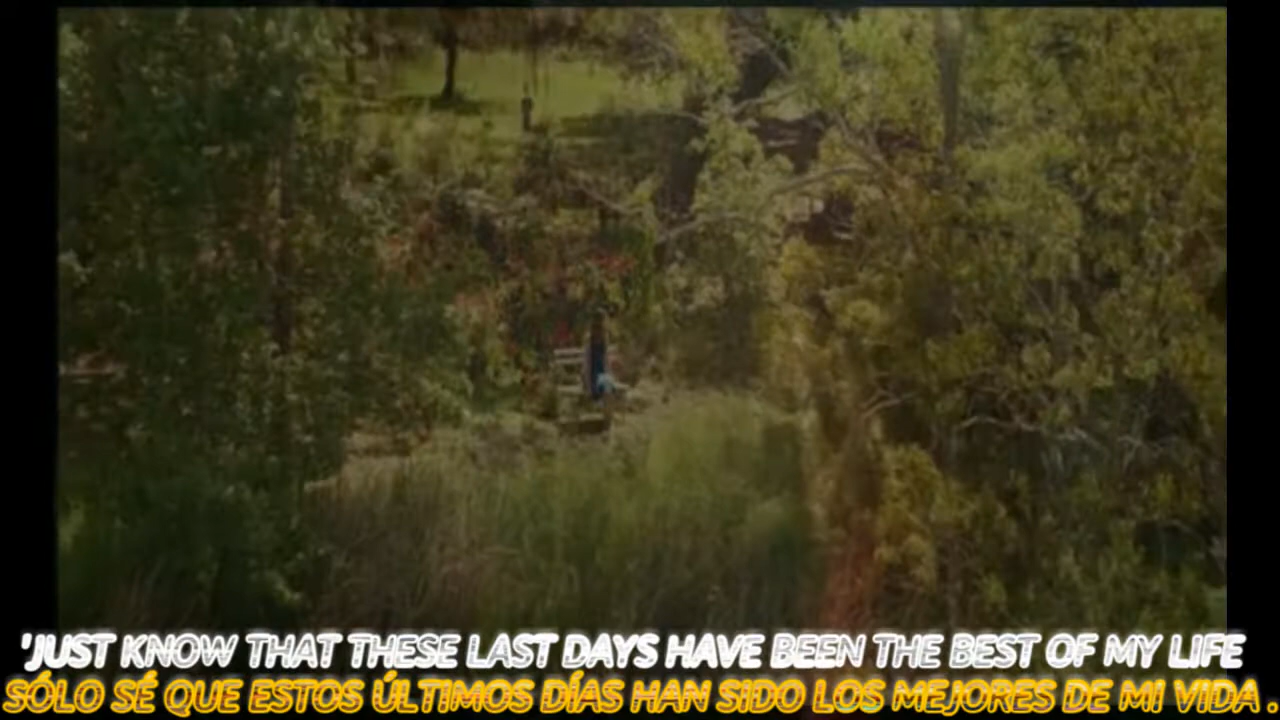 'JUST KNOW THAT THESE LAST DAYS HAVE BEEN THE BEST OF MY LIFE
SÓLO SÉ QUE ESTOS ÚLTIMOS DÍAS HAN SIDO LOS MEJORES DE MI VIDA .